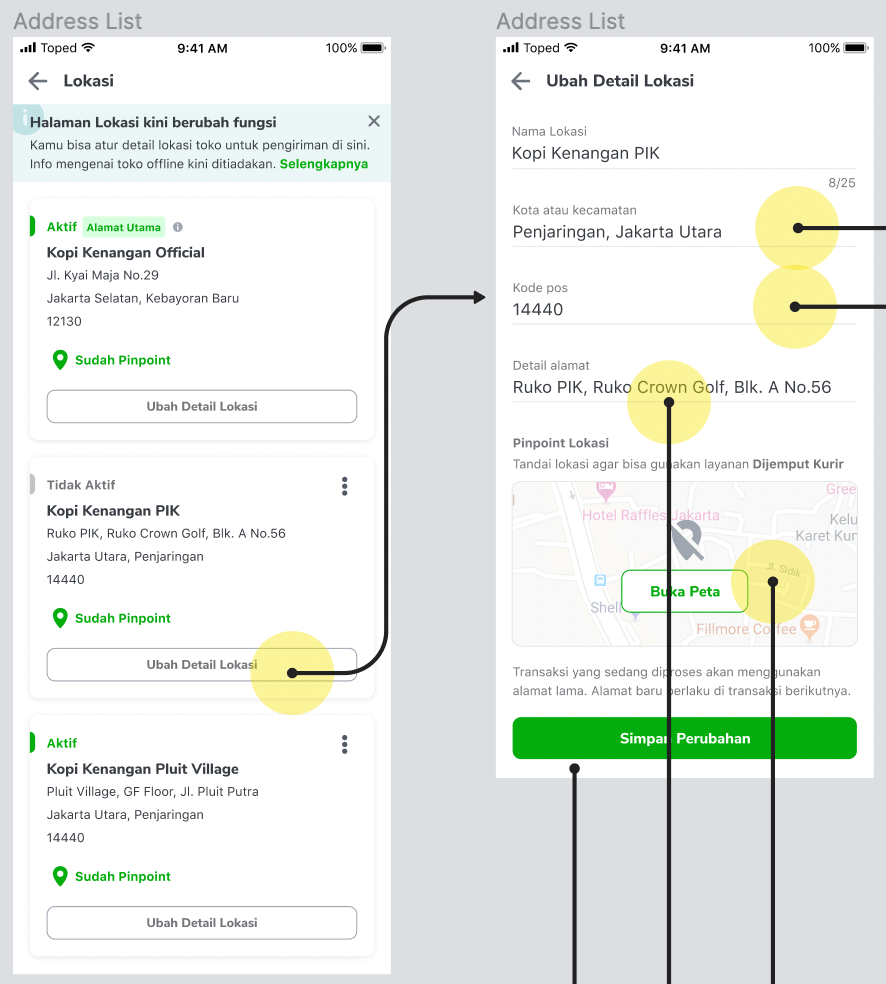 Address List
Toped
9:41 AM
100%
Lokasi
Halaman Lokasi kini berubah fungsi
Kamu bisa atur detail lokasi toko untuk pengiriman di sini.
Info mengenai toko offline kini ditiadakan. Selengkapnya
Aktif Alamat Utama
Kopi Kenangan Official
Jl. Kyai Maja No.29
Jakarta Selatan, Kebayoran Baru
12130
Sudah Pinpoint
Ubah Detail Lokasi
Tidak Aktif
Kopi Kenangan PIK
Ruko PIK, Ruko Crown Golf, Blk. A No.56
Jakarta Utara, Penjaringan
14440
Sudah Pinpoint
Ubah Detail Lokasi
Aktif
Kopi Kenangan Pluit Village
Pluit Village, GF Floor, Jl. Pluit Putra
Jakarta Utara, Penjaringan
14440
Sudah Pinpoint
Ubah Detail Lokasi
Address List
Toped
9:41 AM
100%
Ubah Detail Lokasi
Nama Lokasi
Kopi Kenangan PIK
8/25
Kota atau kecamatan
Penjaringan, Jakarta Utara
Kode pos
14440
Detail alamat
Ruko PIK, Ruko Crown Golf, Blk. A No.56
Pinpoint Lokasi
Tandai lokasi agar bisa gunakan layanan Dijemput Kurir
Gree
Hotel Raffles Jakarta
Kelu
Karet Kur
Jl. Sidik
Buka Peta
Shell
Fillmore Coffee
Transaksi yang sedang diproses akan menggunakan
alamat lama. Alamat baru berlaku di transaksi berikutnya.
Simpan Perubahan